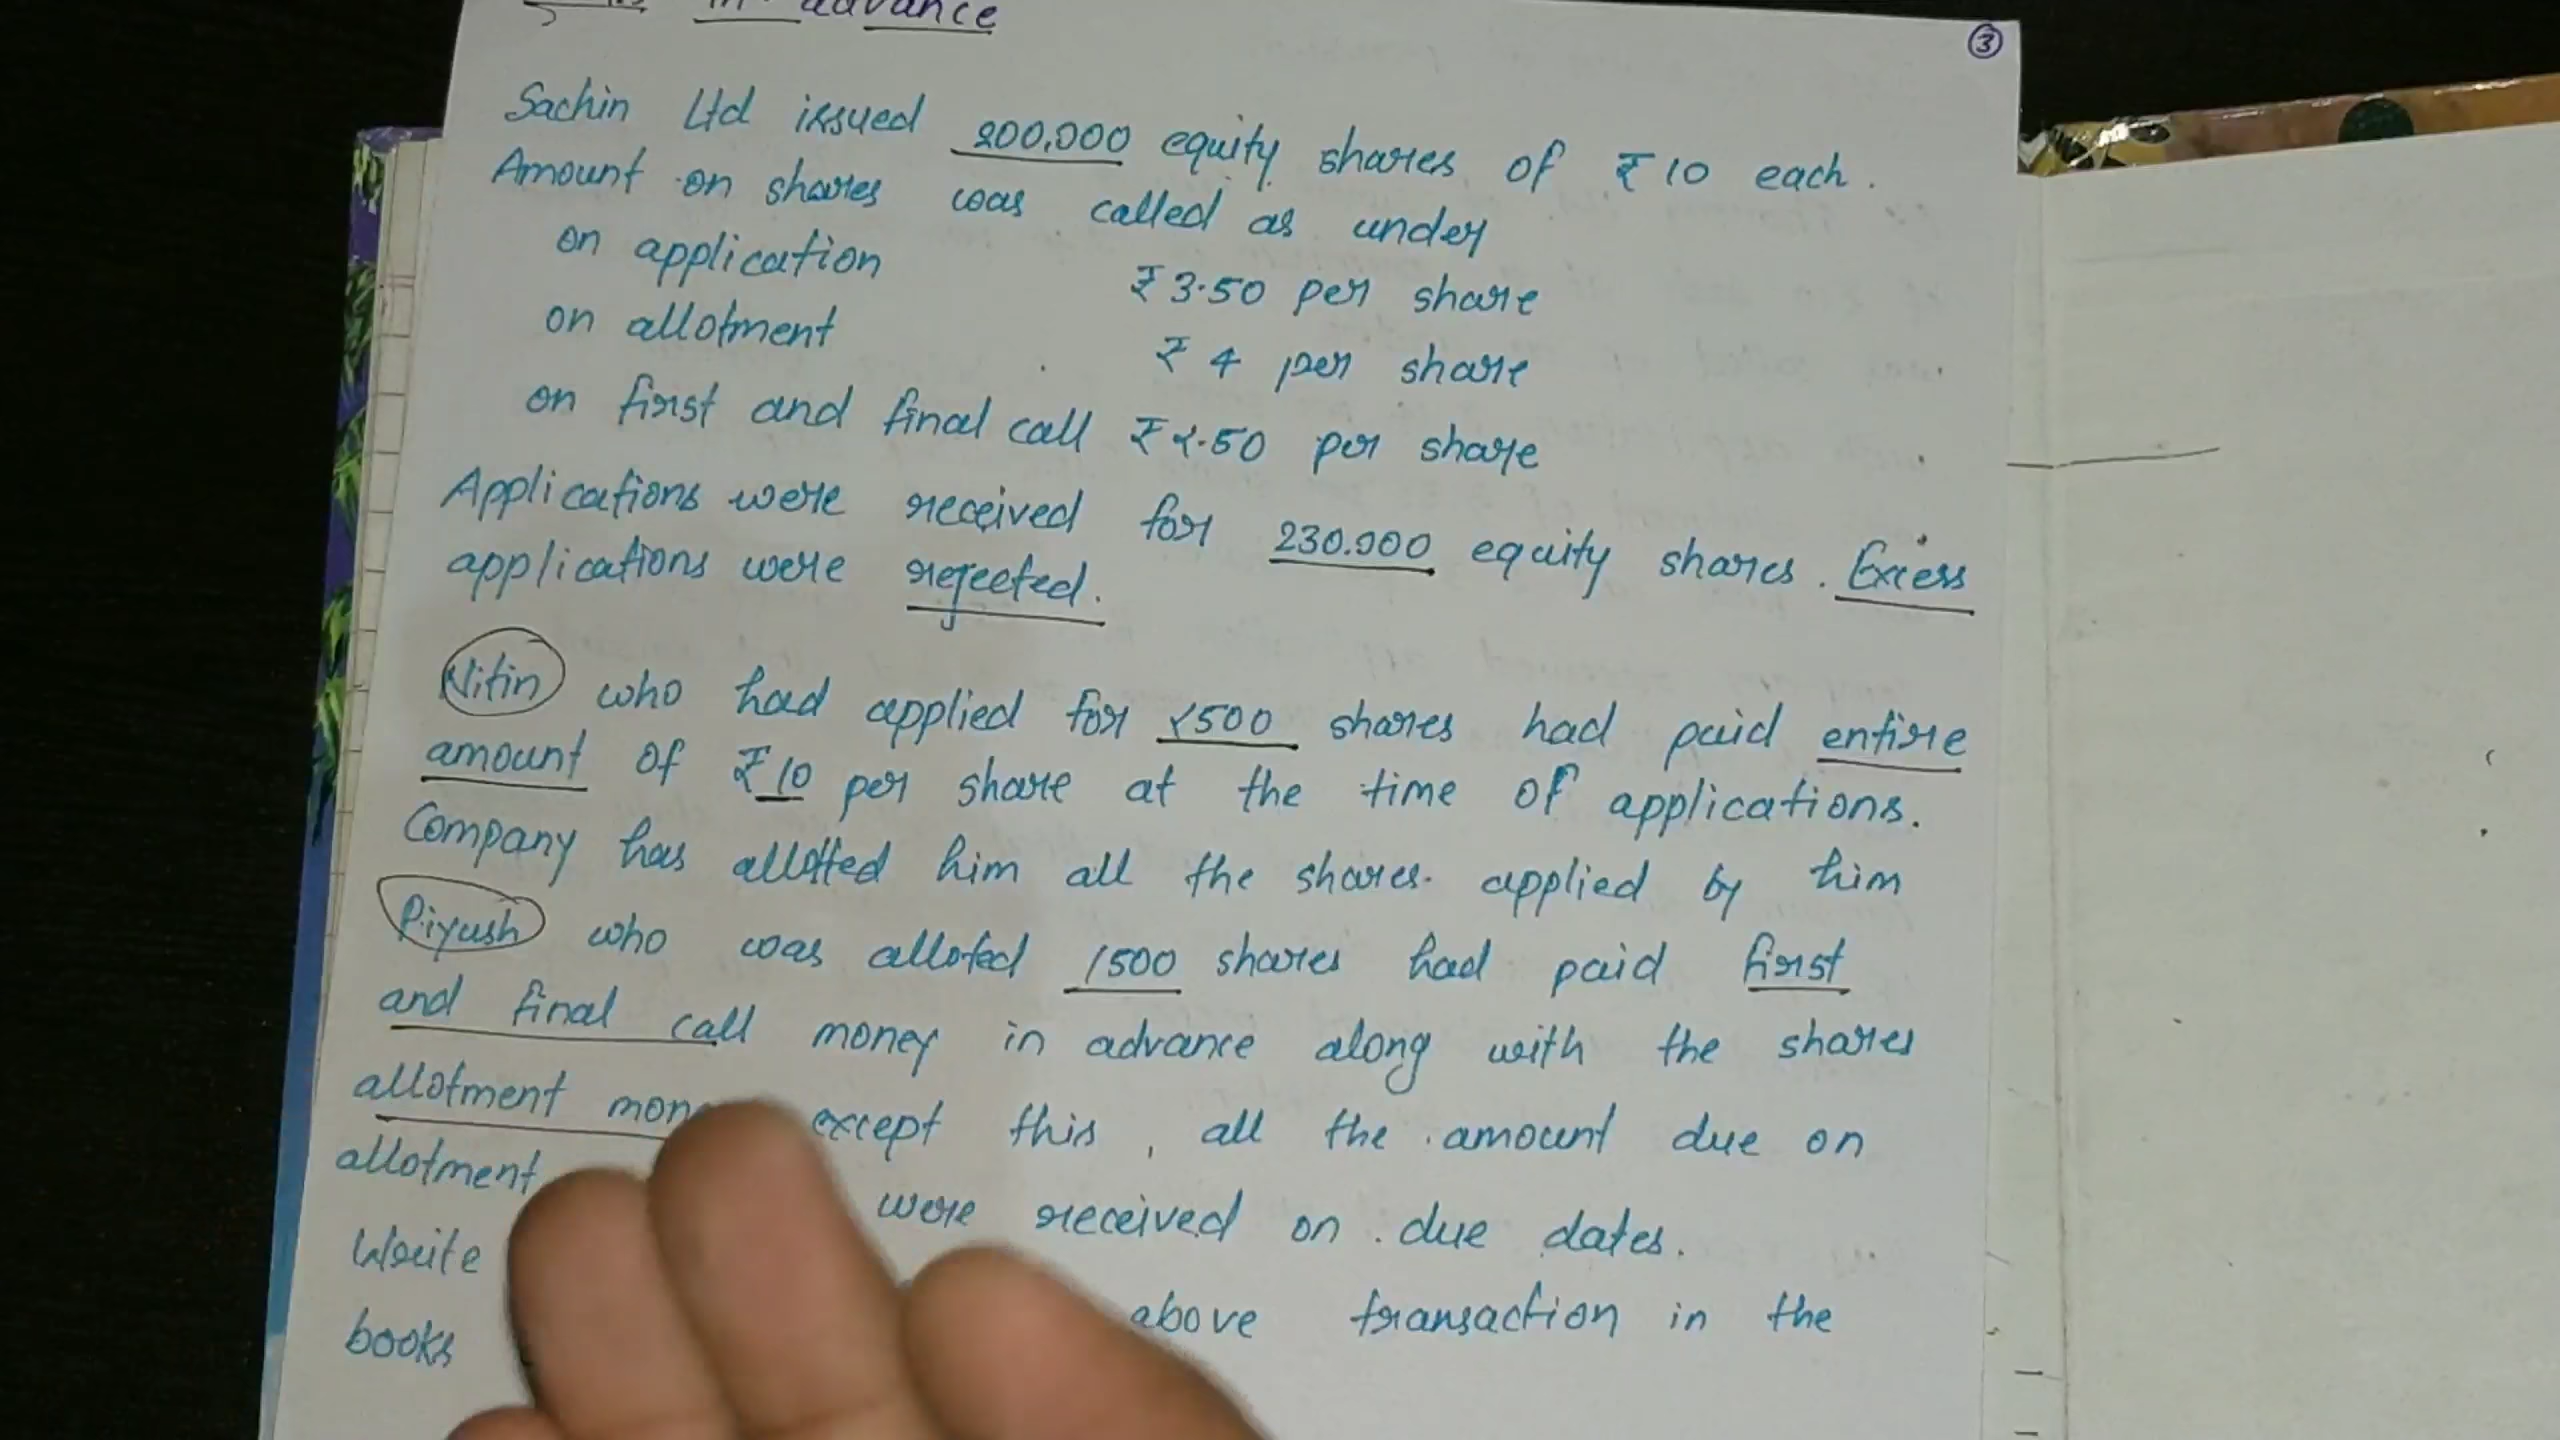 in advance
3
Sachin Ltd issued 200,000 equity shares of ₹10 each.
Amount on shares was called as under
on application ₹3.50 per share
on allotment ₹4 per share
on first and final call ₹2.50 per share
Applications were received for 230.000 equity shares. Excess
applications were rejected.
Nitin who had applied for 2500 shares had paid entire
amount of ₹10 per share at the time of applications.
Company has allotted him all the shares. applied by him
Piyush who was alloted 1500 shares had paid first
and final call money in advance along with the shares
allotment except this, all the amount due on
allotment were received on due dates.
Write above transaction in the
books